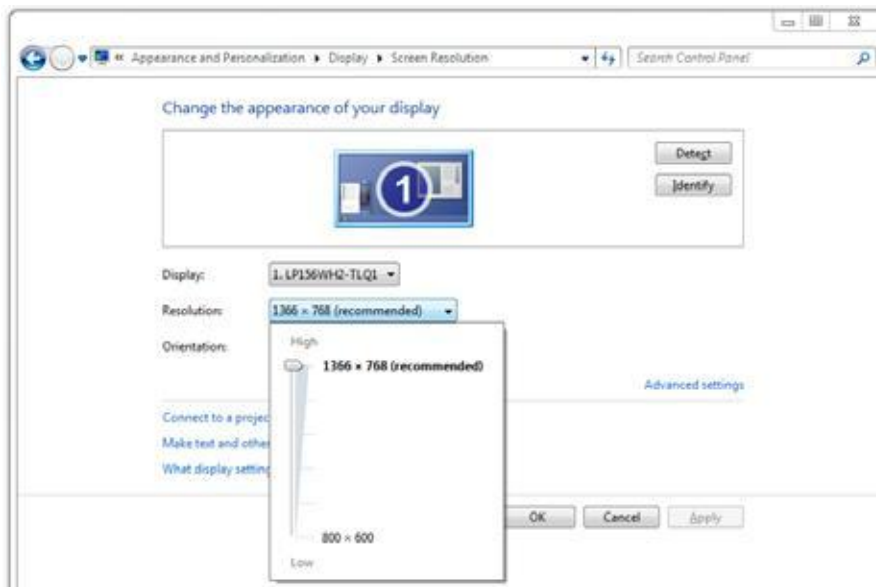 « Appearance and Personalization ▸ Display ▸ Screen Resolution
Search Control Panel
Change the appearance of your display
1
Detect
Identify
Display:
1. LP156WH2-TLQ1
Resolution:
1366 × 768 (recommended)
Orientation:
High
1366 × 768 (recommended)
Advanced settings
Connect to a projec
Make text and other
What display setting
800 × 600
Low
OK
Cancel
Apply